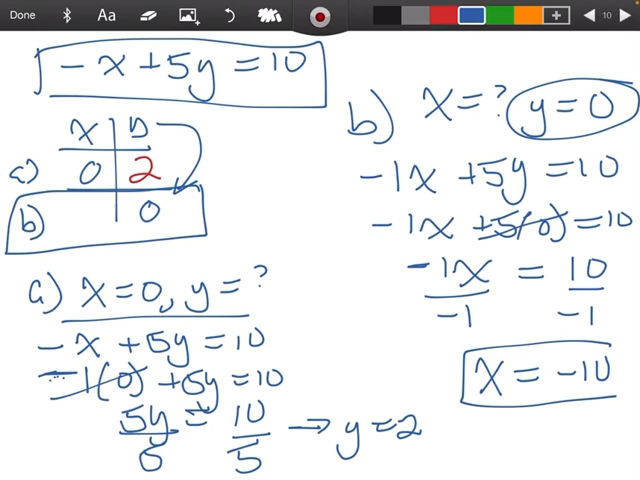 Done
Aa
10
-x+5y=10
x | y
a) 0 | 2
b) | 0
a) x=0, y=?
-x+5y=10
-1(0)+5y=10
5y/5 = 10/5 → y=2
b) x=? y=0
-1x+5y=10
-1x+5(0)=10
-1x/-1 = 10/-1
x=-10